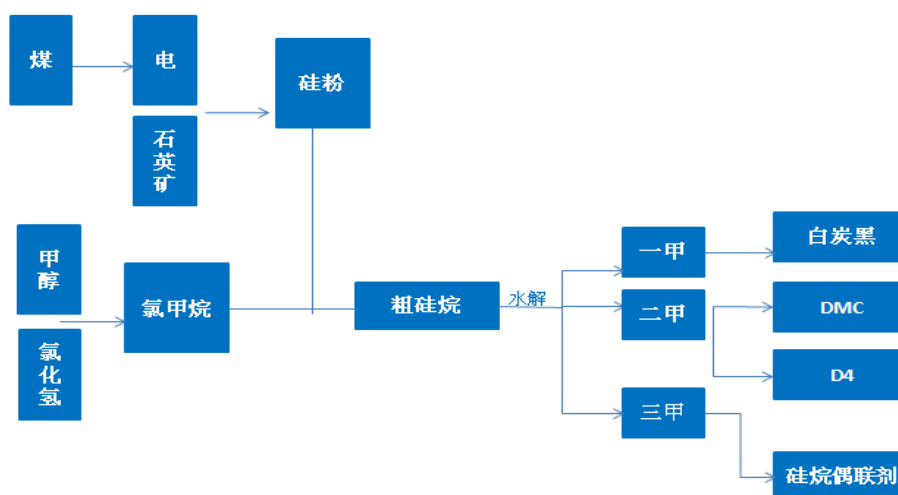 煤
电
硅粉
石英矿
甲醇
氯甲烷
氯化氢
粗硅烷
水解
一甲
二甲
三甲
白炭黑
DMC
D4
硅烷偶联剂